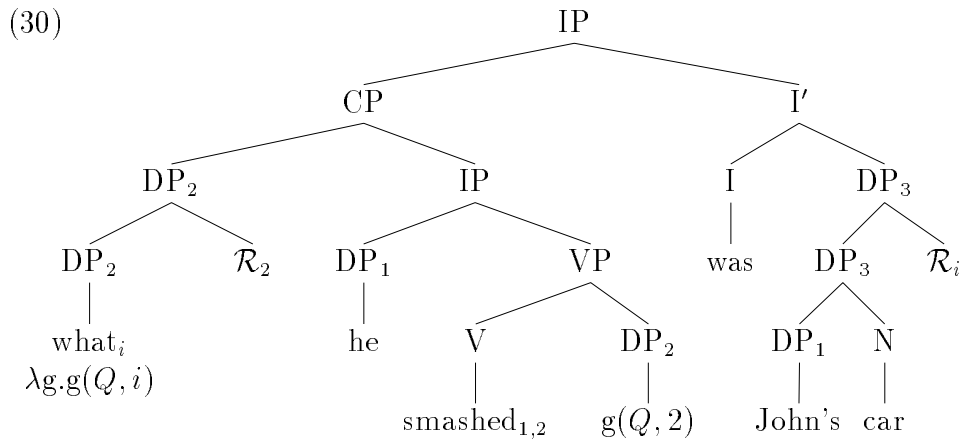 (30) IP
CP I′
DP₂ IP I DP₃
DP₂ ℛ₂ DP₁ VP was DP₃ ℛᵢ
whatᵢ he V DP₂ DP₁ N
λg.g(Q, i)
smashed₁,₂ g(Q, 2) John's car